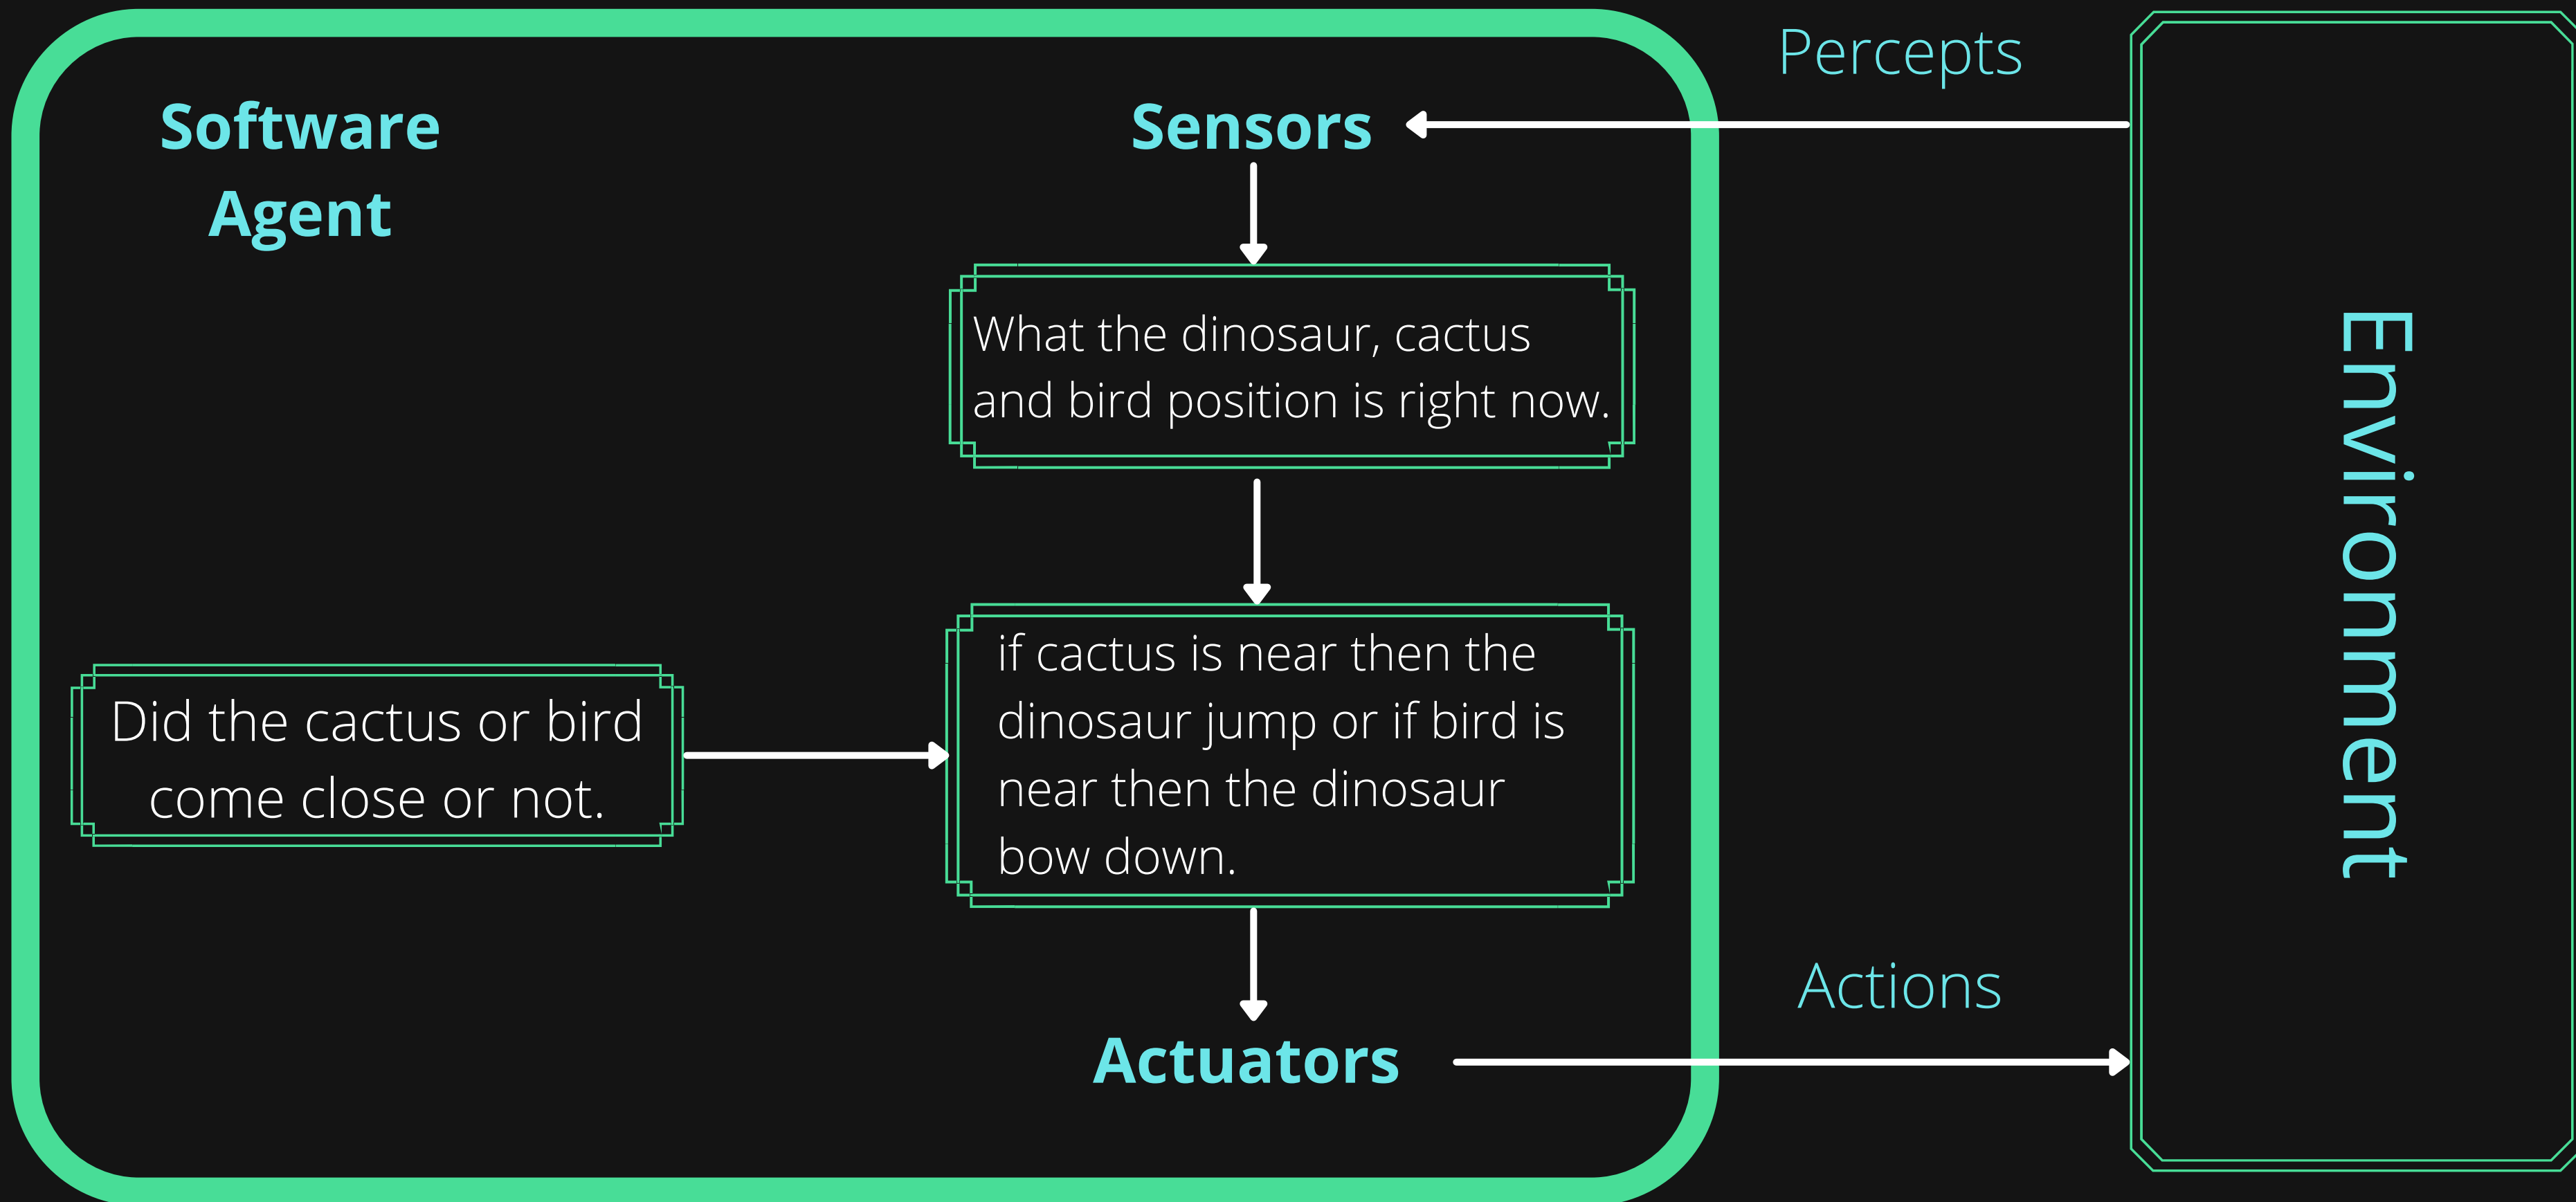 Software
Agent
Sensors
Percepts
What the dinosaur, cactus
and bird position is right now.
Did the cactus or bird
come close or not.
if cactus is near then the
dinosaur jump or if bird is
near then the dinosaur
bow down.
Actuators
Actions
Environment